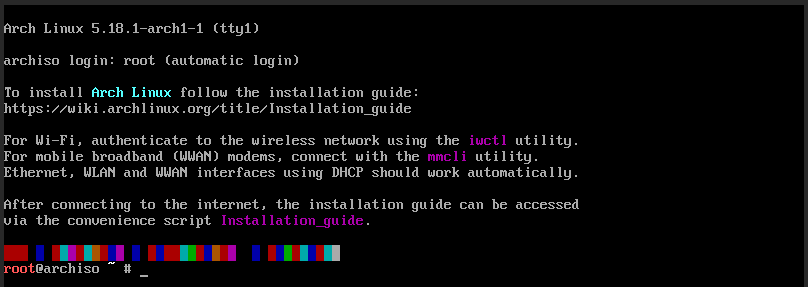 Arch Linux 5.18.1-arch1-1 (tty1)
archiso login: root (automatic login)
To install Arch Linux follow the installation guide:
https://wiki.archlinux.org/title/Installation_guide
For Wi-Fi, authenticate to the wireless network using the iwctl utility.
For mobile broadband (WWAN) modems, connect with the mmcli utility.
Ethernet, WLAN and WWAN interfaces using DHCP should work automatically.
After connecting to the internet, the installation guide can be accessed
via the convenience script Installation_guide.
root@archiso ~ # _